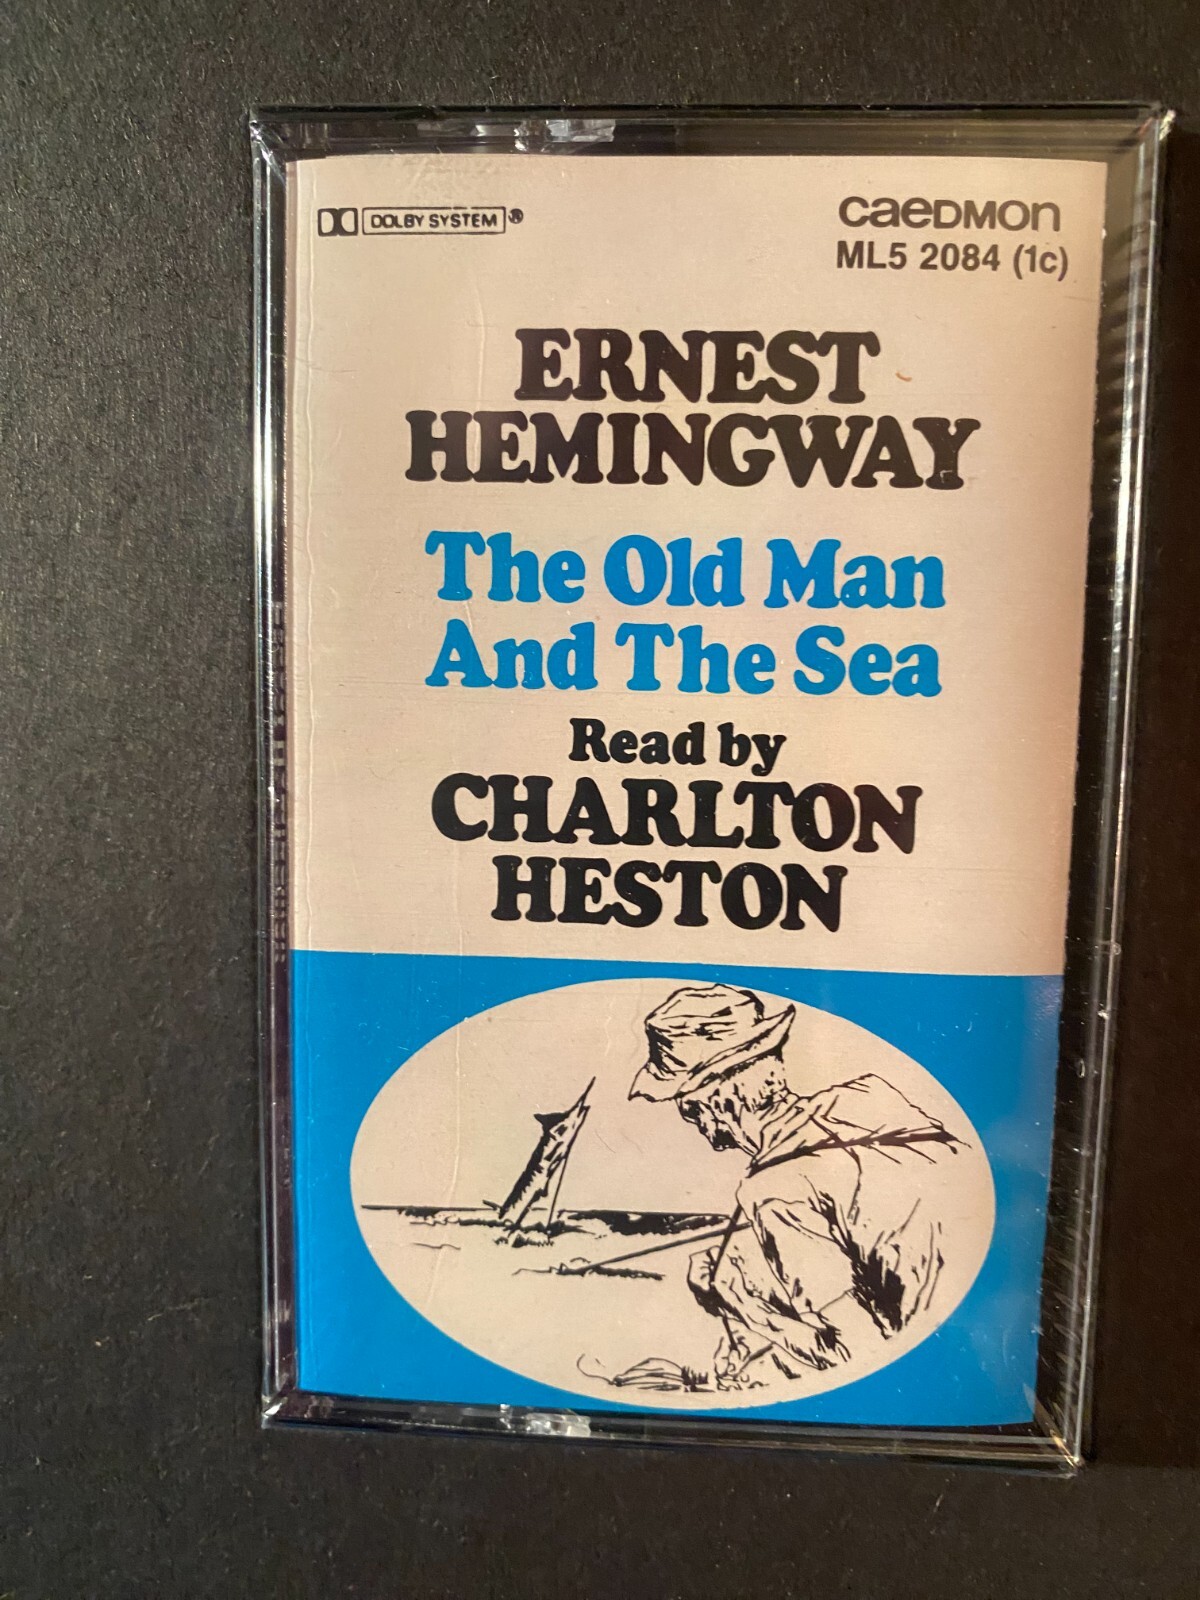 DOLBY SYSTEM®
CAEDMON
ML5 2084 (1c)
ERNEST
HEMINGWAY
The Old Man
And The Sea
Read by
CHARLTON
HESTON